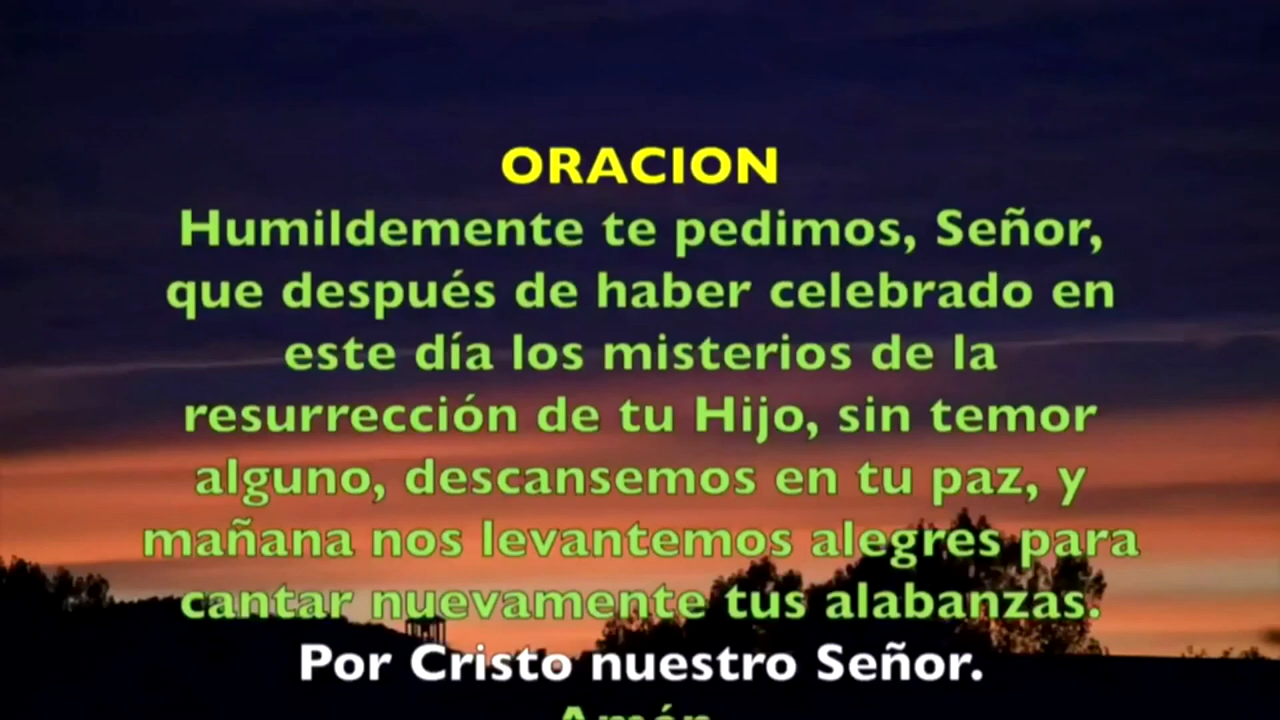 ORACION
Humildemente te pedimos, Señor,
que después de haber celebrado en
este día los misterios de la
resurrección de tu Hijo, sin temor
alguno, descansemos en tu paz, y
mañana nos levantemos alegres para
cantar nuevamente tus alabanzas.
Por Cristo nuestro Señor.
Amén